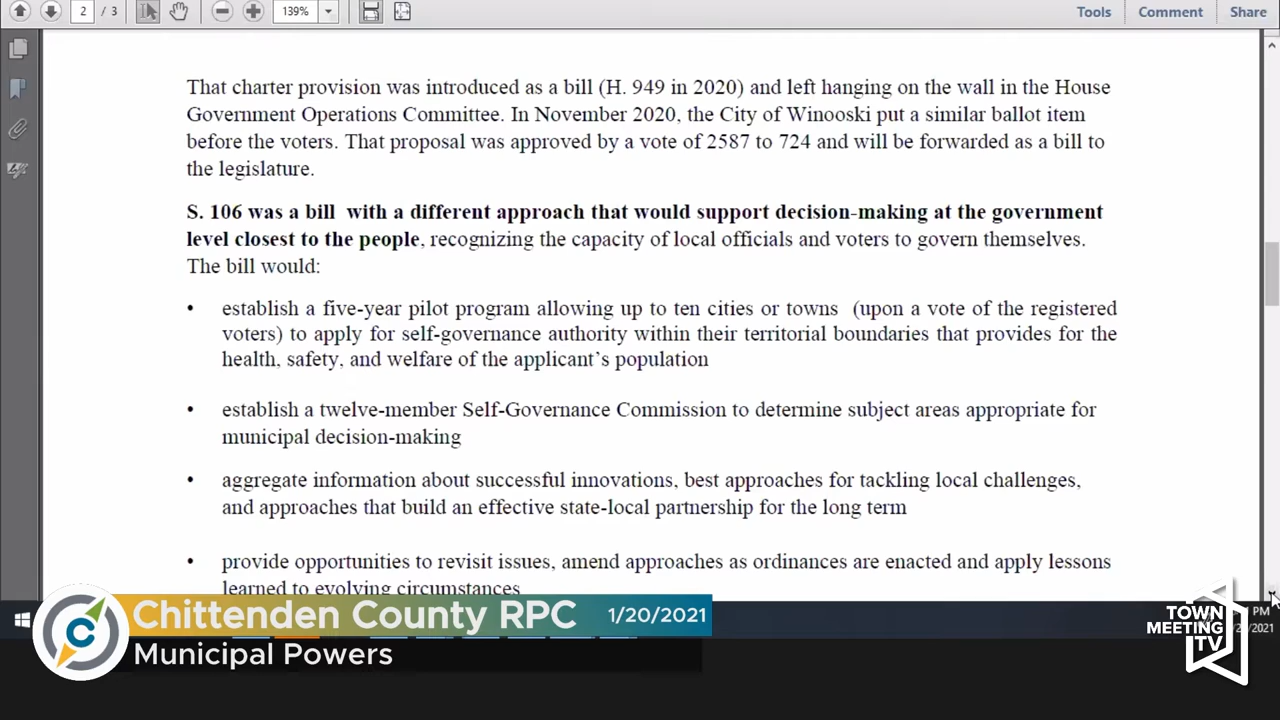 2 / 3 139% Tools Comment Share
That charter provision was introduced as a bill (H. 949 in 2020) and left hanging on the wall in the House
Government Operations Committee. In November 2020, the City of Winooski put a similar ballot item
before the voters. That proposal was approved by a vote of 2587 to 724 and will be forwarded as a bill to
the legislature.
S. 106 was a bill with a different approach that would support decision-making at the government
level closest to the people, recognizing the capacity of local officials and voters to govern themselves.
The bill would:
• establish a five-year pilot program allowing up to ten cities or towns (upon a vote of the registered
voters) to apply for self-governance authority within their territorial boundaries that provides for the
health, safety, and welfare of the applicant's population
• establish a twelve-member Self-Governance Commission to determine subject areas appropriate for
municipal decision-making
• aggregate information about successful innovations, best approaches for tackling local challenges,
and approaches that build an effective state-local partnership for the long term
• provide opportunities to revisit issues, amend approaches as ordinances are enacted and apply lessons
learned to evolving circumstances
C
Chittenden County RPC 1/20/2021
Municipal Powers
PM
2021
TOWN
MEETING
TV